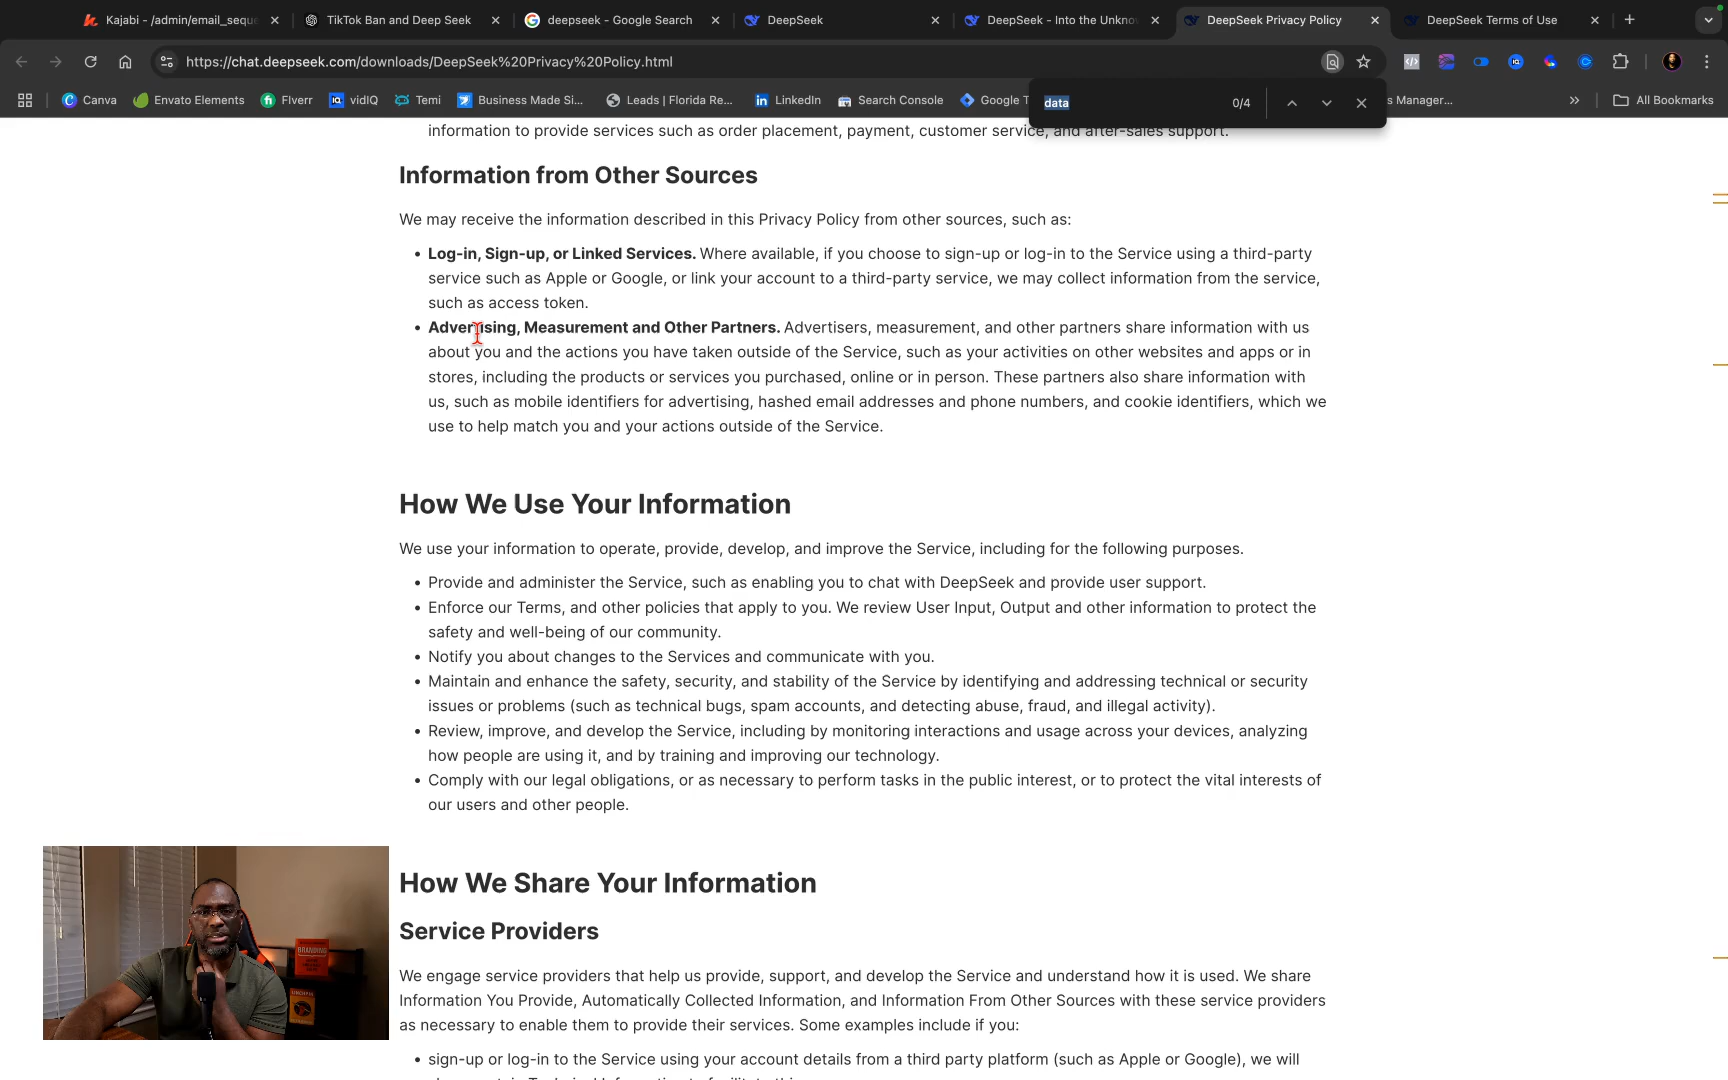 Kajabi - /admin/email_seque
TikTok Ban and Deep Seek
deepseek - Google Search
DeepSeek
DeepSeek - Into the Unkno
DeepSeek Privacy Policy
DeepSeek Terms of Use
https://chat.deepseek.com/downloads/DeepSeek%20Privacy%20Policy.html
Canva
Envato Elements
FIverr
vidIQ
Temi
Business Made Si...
Leads | Florida Re...
LinkedIn
Search Console
Google T
s Manager...
All Bookmarks
data
0/4
information to provide services such as order placement, payment, customer service, and after-sales support.
Information from Other Sources
We may receive the information described in this Privacy Policy from other sources, such as:
• Log-in, Sign-up, or Linked Services. Where available, if you choose to sign-up or log-in to the Service using a third-party
service such as Apple or Google, or link your account to a third-party service, we may collect information from the service,
such as access token.
• Advertising, Measurement and Other Partners. Advertisers, measurement, and other partners share information with us
about you and the actions you have taken outside of the Service, such as your activities on other websites and apps or in
stores, including the products or services you purchased, online or in person. These partners also share information with
us, such as mobile identifiers for advertising, hashed email addresses and phone numbers, and cookie identifiers, which we
use to help match you and your actions outside of the Service.
How We Use Your Information
We use your information to operate, provide, develop, and improve the Service, including for the following purposes.
• Provide and administer the Service, such as enabling you to chat with DeepSeek and provide user support.
• Enforce our Terms, and other policies that apply to you. We review User Input, Output and other information to protect the
safety and well-being of our community.
• Notify you about changes to the Services and communicate with you.
• Maintain and enhance the safety, security, and stability of the Service by identifying and addressing technical or security
issues or problems (such as technical bugs, spam accounts, and detecting abuse, fraud, and illegal activity).
• Review, improve, and develop the Service, including by monitoring interactions and usage across your devices, analyzing
how people are using it, and by training and improving our technology.
• Comply with our legal obligations, or as necessary to perform tasks in the public interest, or to protect the vital interests of
our users and other people.
How We Share Your Information
Service Providers
We engage service providers that help us provide, support, and develop the Service and understand how it is used. We share
Information You Provide, Automatically Collected Information, and Information From Other Sources with these service providers
as necessary to enable them to provide their services. Some examples include if you:
• sign-up or log-in to the Service using your account details from a third party platform (such as Apple or Google), we will
BRANDING